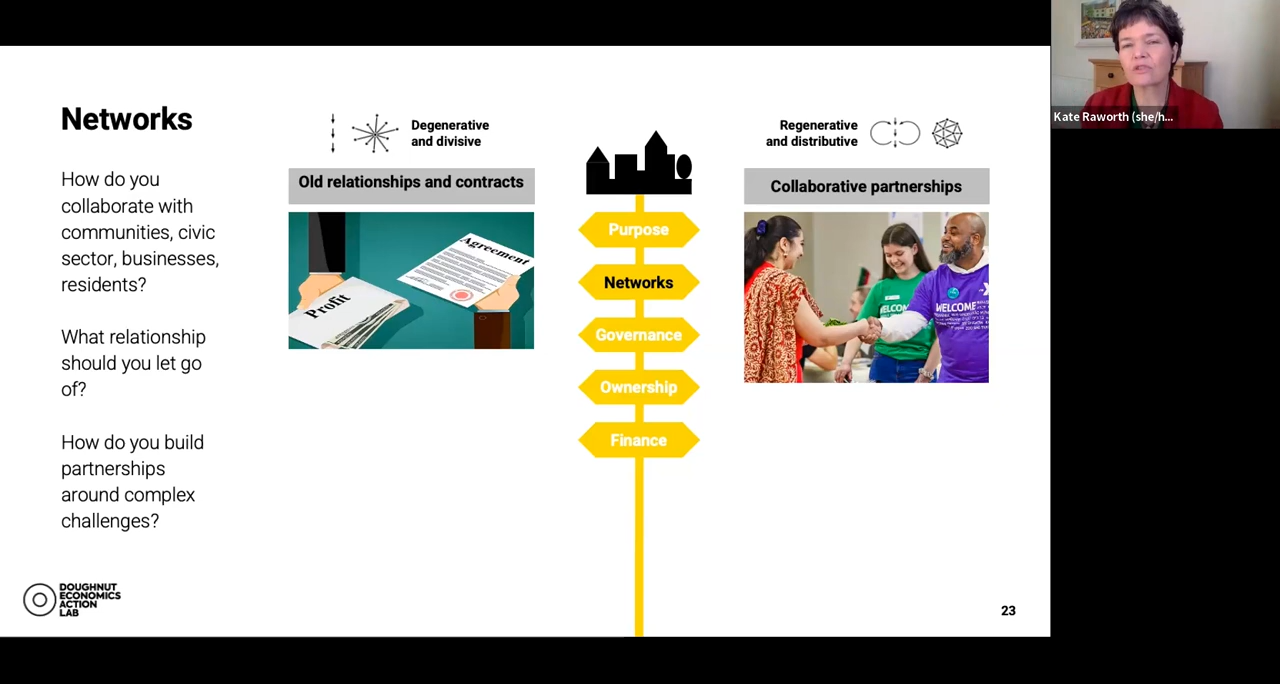 Kate Raworth (she/h...
Networks
How do you
collaborate with
communities, civic
sector, businesses,
residents?
What relationship
should you let go
of?
How do you build
partnerships
around complex
challenges?
Degenerative
and divisive
Old relationships and contracts
Profit
Agreement
Purpose
Networks
Governance
Ownership
Finance
Regenerative
and distributive
Collaborative partnerships
WELCOME
WELCOME
DOUGHNUT
ECONOMICS
ACTION
LAB
23